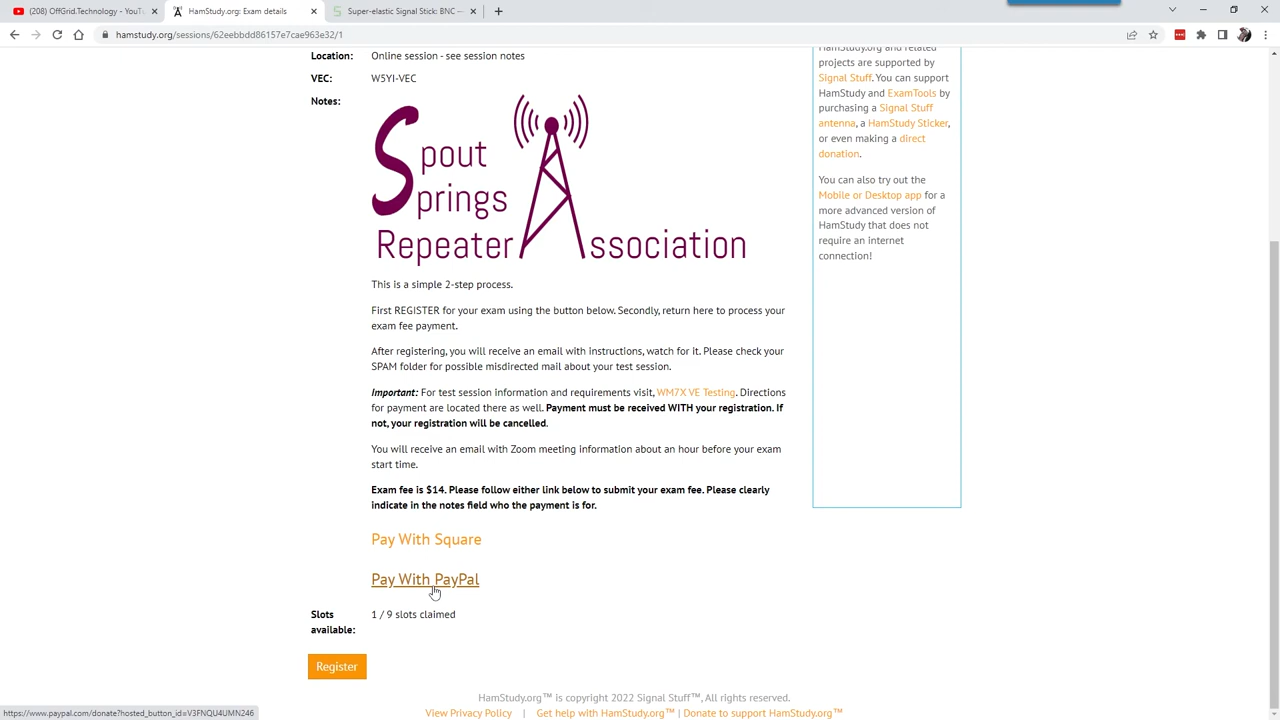 (208) OffGrid.Technology - YouTu
HamStudy.org: Exam details
Super-elastic Signal Stick: BNC –
hamstudy.org/sessions/62eebbdd86157e7cae963e32/1
Location: Online session - see session notes
VEC: W5YI-VEC
Notes:
Spout
Springs
Repeater Association
This is a simple 2-step process.
First REGISTER for your exam using the button below. Secondly, return here to process your
exam fee payment.
After registering, you will receive an email with instructions, watch for it. Please check your
SPAM folder for possible misdirected mail about your test session.
Important: For test session information and requirements visit, WM7X VE Testing. Directions
for payment are located there as well. Payment must be received WITH your registration. If
not, your registration will be cancelled.
You will receive an email with Zoom meeting information about an hour before your exam
start time.
Exam fee is $14. Please follow either link below to submit your exam fee. Please clearly
indicate in the notes field who the payment is for.
Pay With Square
Pay With PayPal
Slots
available:
1 / 9 slots claimed
Register
HamStudy.org and related
projects are supported by
Signal Stuff. You can support
HamStudy and ExamTools by
purchasing a Signal Stuff
antenna, a HamStudy Sticker,
or even making a direct
donation.
You can also try out the
Mobile or Desktop app for a
more advanced version of
HamStudy that does not
require an internet
connection!
HamStudy.org™ is copyright 2022 Signal Stuff™, All rights reserved.
View Privacy Policy | Get help with HamStudy.org™ | Donate to support HamStudy.org™
https://www.paypal.com/donate?hosted_button_id=V3FNQU4UMN246